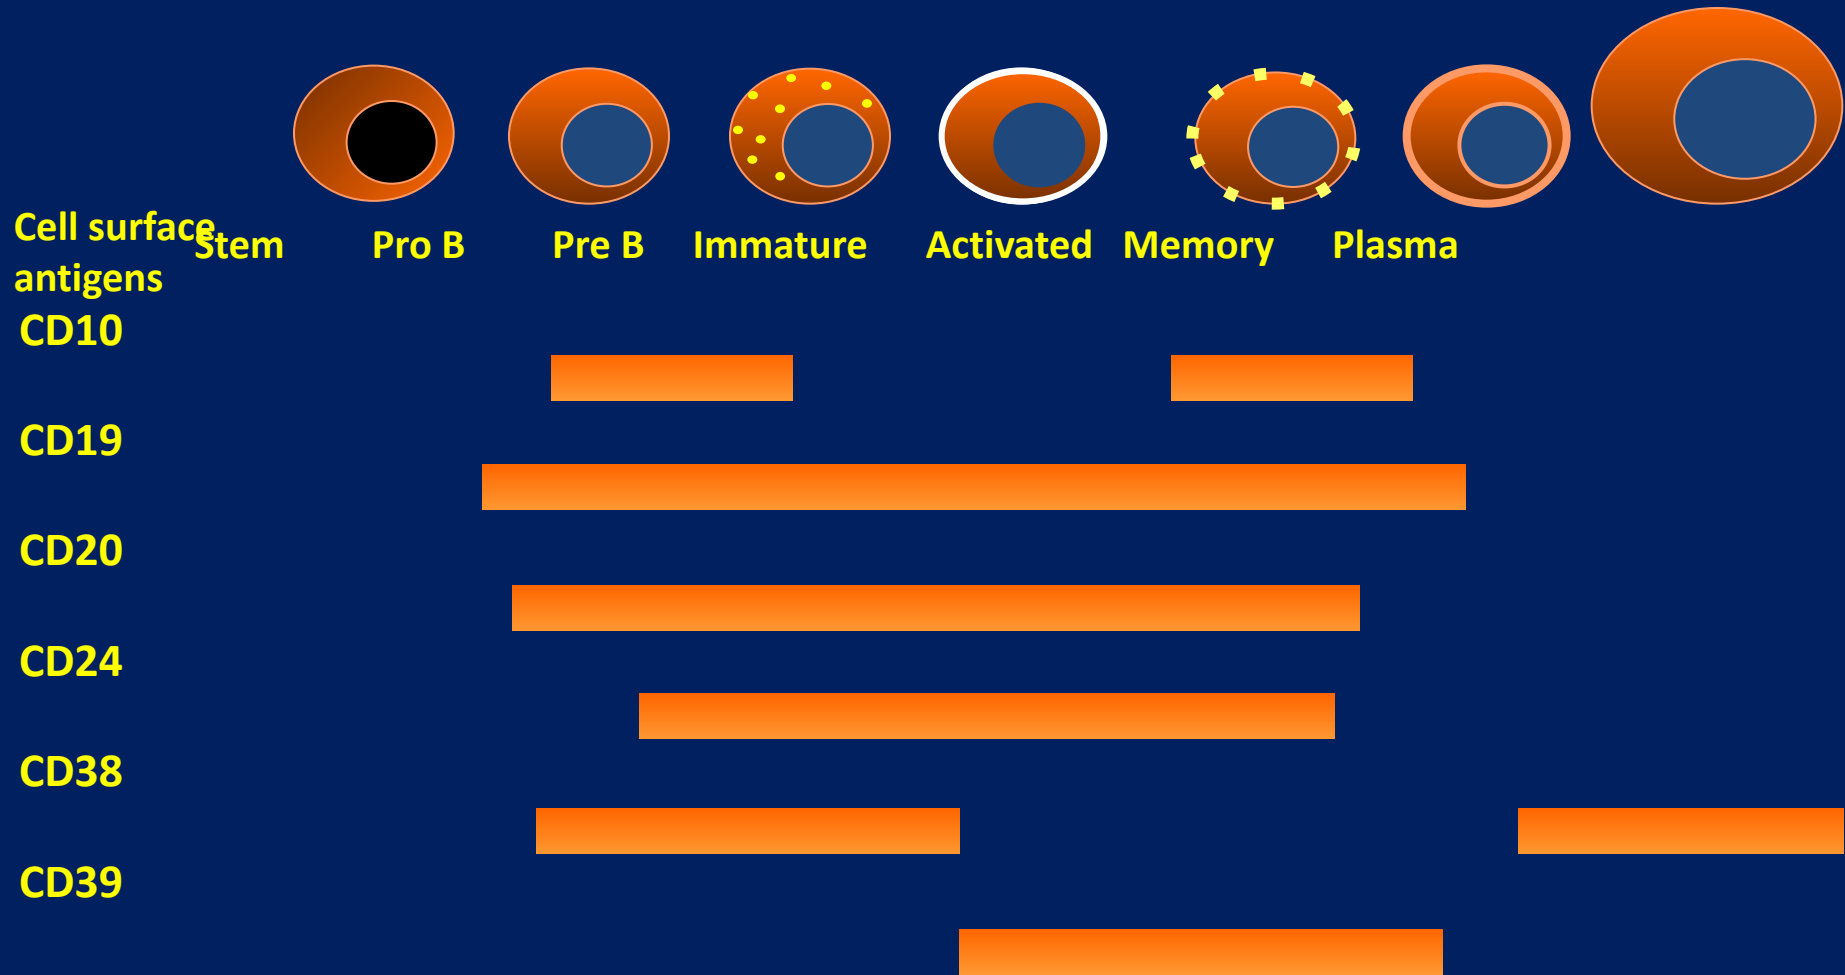 Cell surface
antigens
Stem Pro B Pre B Immature Activated Memory Plasma
CD10
CD19
CD20
CD24
CD38
CD39